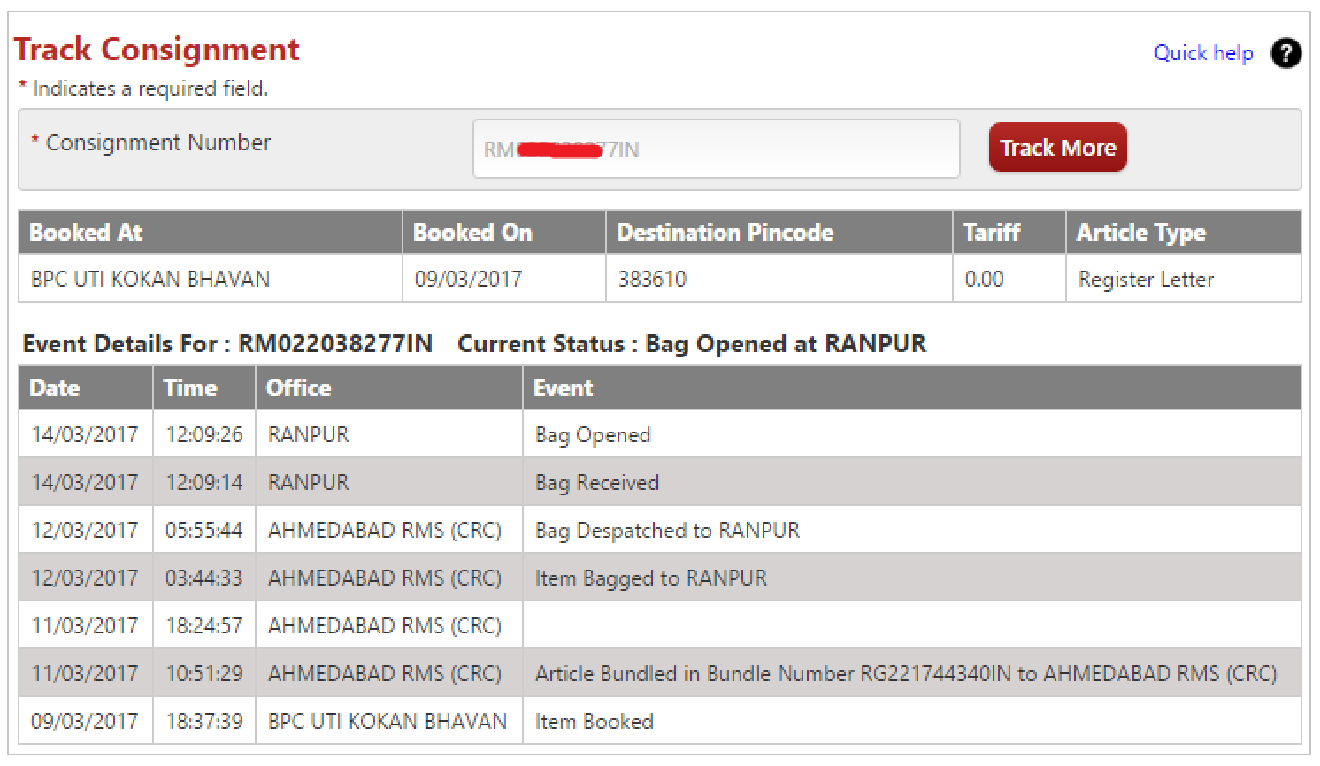 Track Consignment
Quick help ?
* Indicates a required field.
* Consignment Number RM 77IN Track More
Booked At Booked On Destination Pincode Tariff Article Type
BPC UTI KOKAN BHAVAN 09/03/2017 383610 0.00 Register Letter
Event Details For : RM022038277IN Current Status : Bag Opened at RANPUR
Date Time Office Event
14/03/2017 12:09:26 RANPUR Bag Opened
14/03/2017 12:09:14 RANPUR Bag Received
12/03/2017 05:55:44 AHMEDABAD RMS (CRC) Bag Despatched to RANPUR
12/03/2017 03:44:33 AHMEDABAD RMS (CRC) Item Bagged to RANPUR
11/03/2017 18:24:57 AHMEDABAD RMS (CRC)
11/03/2017 10:51:29 AHMEDABAD RMS (CRC) Article Bundled in Bundle Number RG221744340IN to AHMEDABAD RMS (CRC)
09/03/2017 18:37:39 BPC UTI KOKAN BHAVAN Item Booked